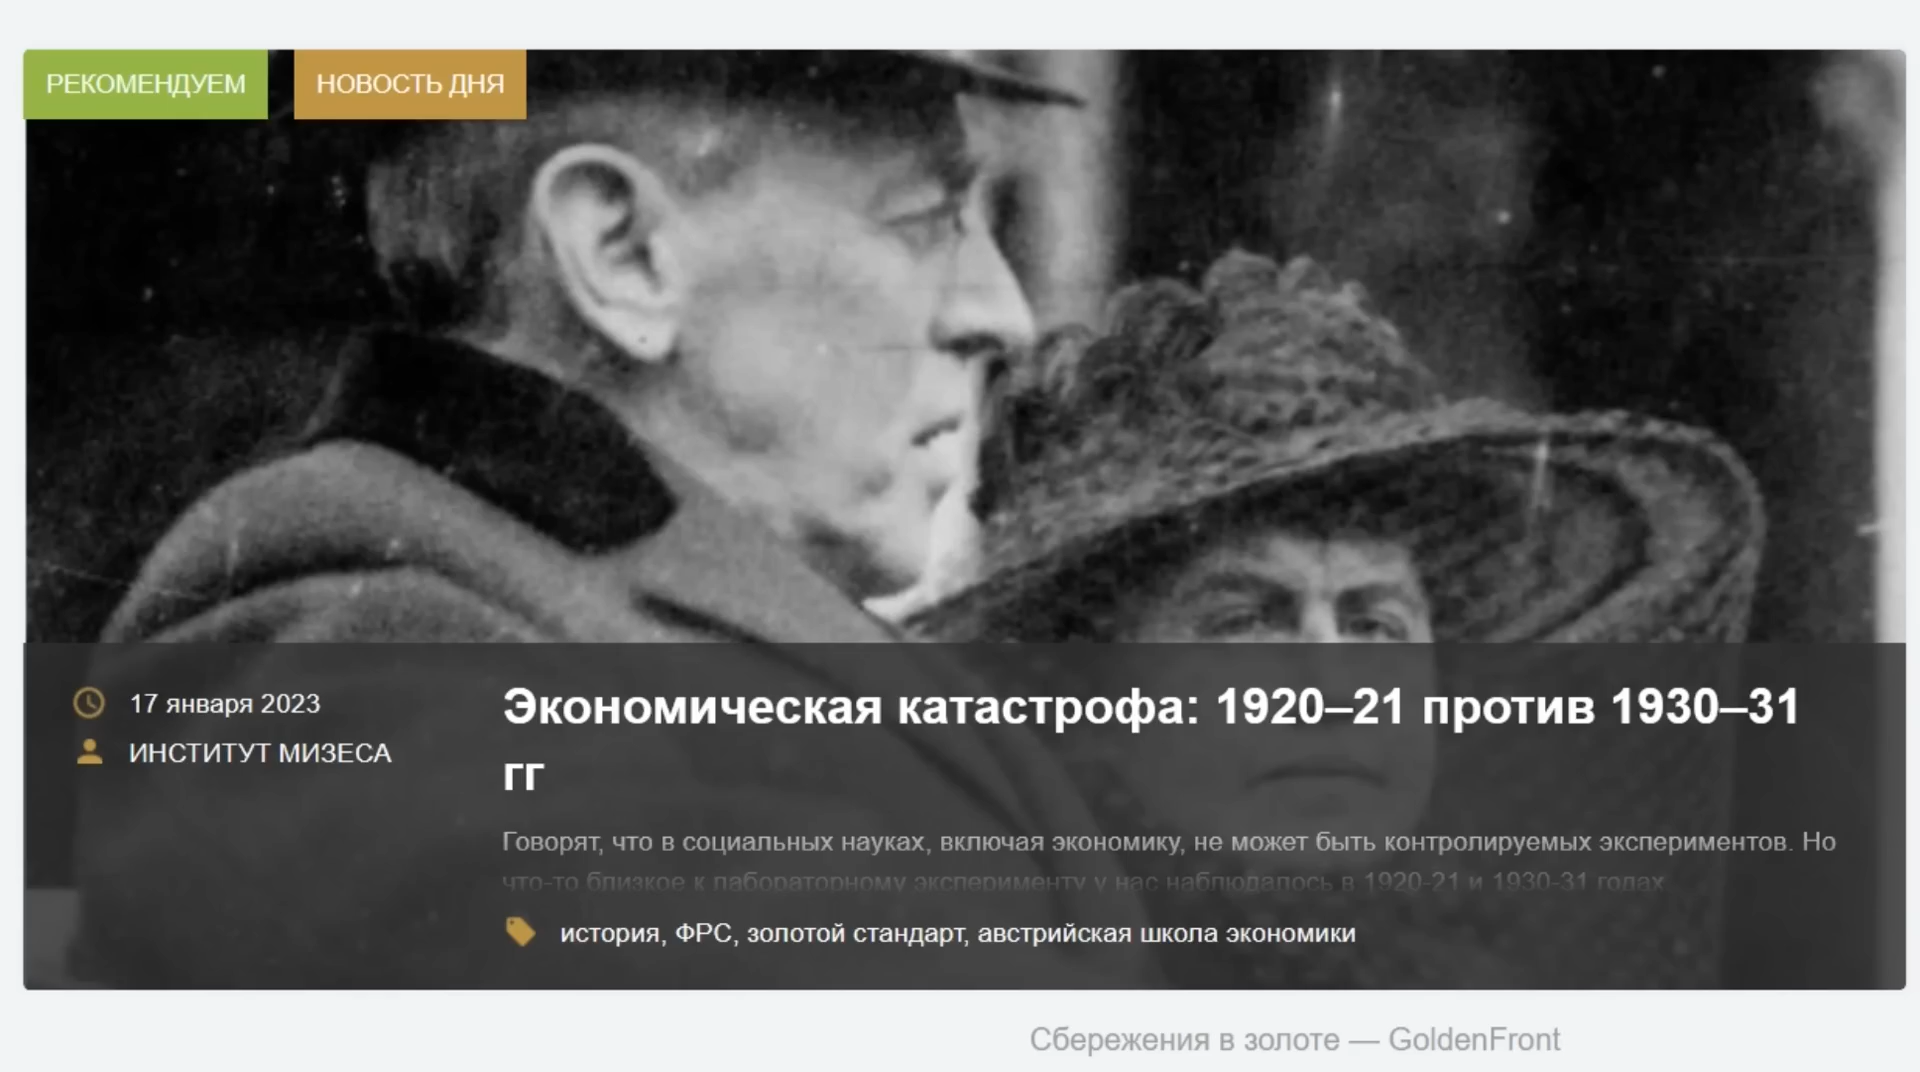 РЕКОМЕНДУЕМ
НОВОСТЬ ДНЯ
17 января 2023
ИНСТИТУТ МИЗЕСА
Экономическая катастрофа: 1920–21 против 1930–31
гг
Говорят, что в социальных науках, включая экономику, не может быть контролируемых экспериментов. Но
что-то близкое к лабораторному эксперименту у нас наблюдалось в 1920-21 и 1930-31 годах
история, ФРС, золотой стандарт, австрийская школа экономики
Сбережения в золоте — GoldenFront